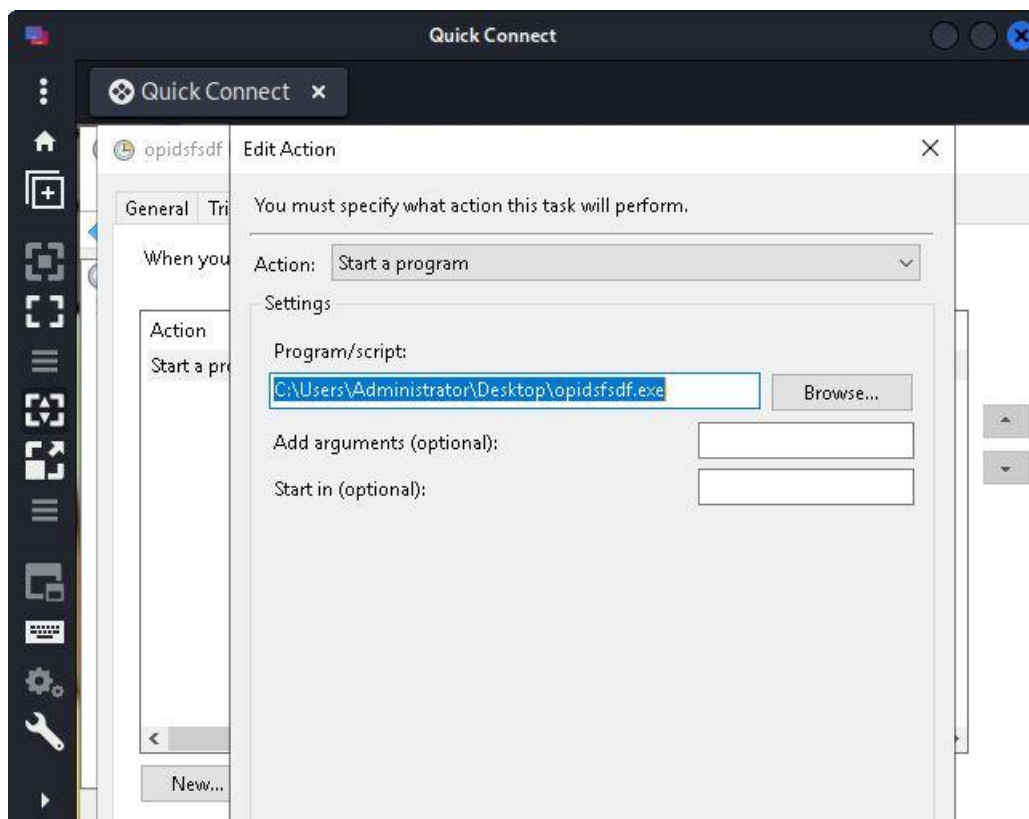 Quick Connect
Quick Connect
opidsfsdf
Edit Action
General Tri
You must specify what action this task will perform.
When you
Action: Start a program
Settings
Action
Program/script:
Start a pr
C:\Users\Administrator\Desktop\opidsfsdf.exe
Browse...
Add arguments (optional):
Start in (optional):
New...